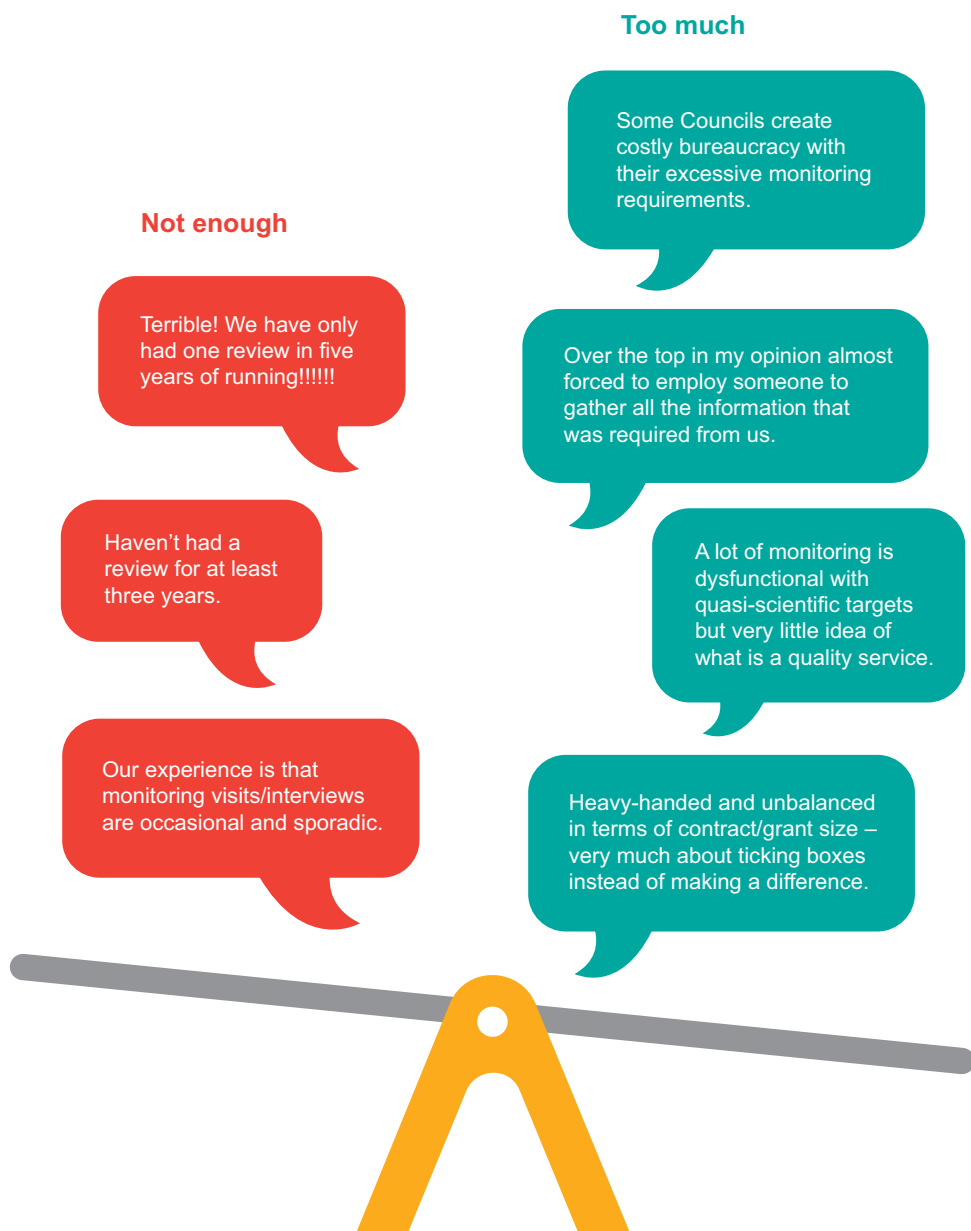 Too much
Some Councils create
costly bureaucracy with
their excessive monitoring
requirements.
Not enough
Terrible! We have only
had one review in five
years of running!!!!!!
Over the top in my opinion almost
forced to employ someone to
gather all the information that
was required from us.
Haven’t had a
review for at least
three years.
A lot of monitoring is
dysfunctional with
quasi-scientific targets
but very little idea of
what is a quality service.
Our experience is that
monitoring visits/interviews
are occasional and sporadic.
Heavy-handed and unbalanced
in terms of contract/grant size –
very much about ticking boxes
instead of making a difference.